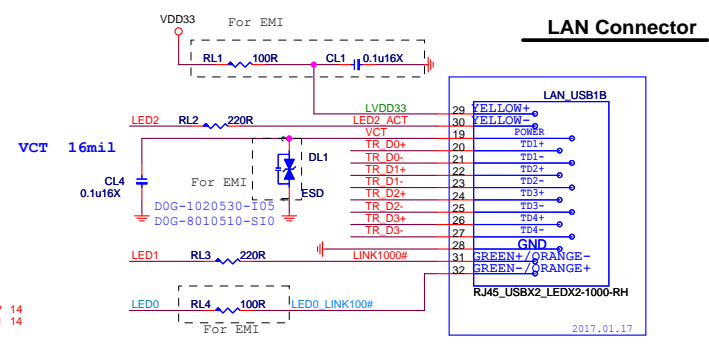 VDD33
For EMI
LAN Connector
RL1 100R CL1 0.1u16X
LAN_USB1B
LVDD33 29 YELLOW+
LED2 RL2 220R LED2_ACT 30 YELLOW-
VCT 19 POWER
VCT 16mil
TR_D0+ 20 TD1+
TR_D0- 21 TD1-
TR_D1+ 22 TD2+
TR_D1- 23 TD2-
TR_D2+ 24 TD3+
TR_D2- 25 TD3-
TR_D3+ 26 TD4+
TR_D3- 27 TD4-
DL1
CL4
0.1u16X
For EMI
ESD
D0G-1020530-I05
D0G-8010510-SI0
28 GND
LED1 RL3 220R LINK1000# 31 GREEN+/ORANGE-
32 GREEN-/ORANGE+
RJ45_USBX2_LEDX2-1000-RH
LED0 RL4 100R LED0_LINK100#
For EMI
14
14
2017.01.17